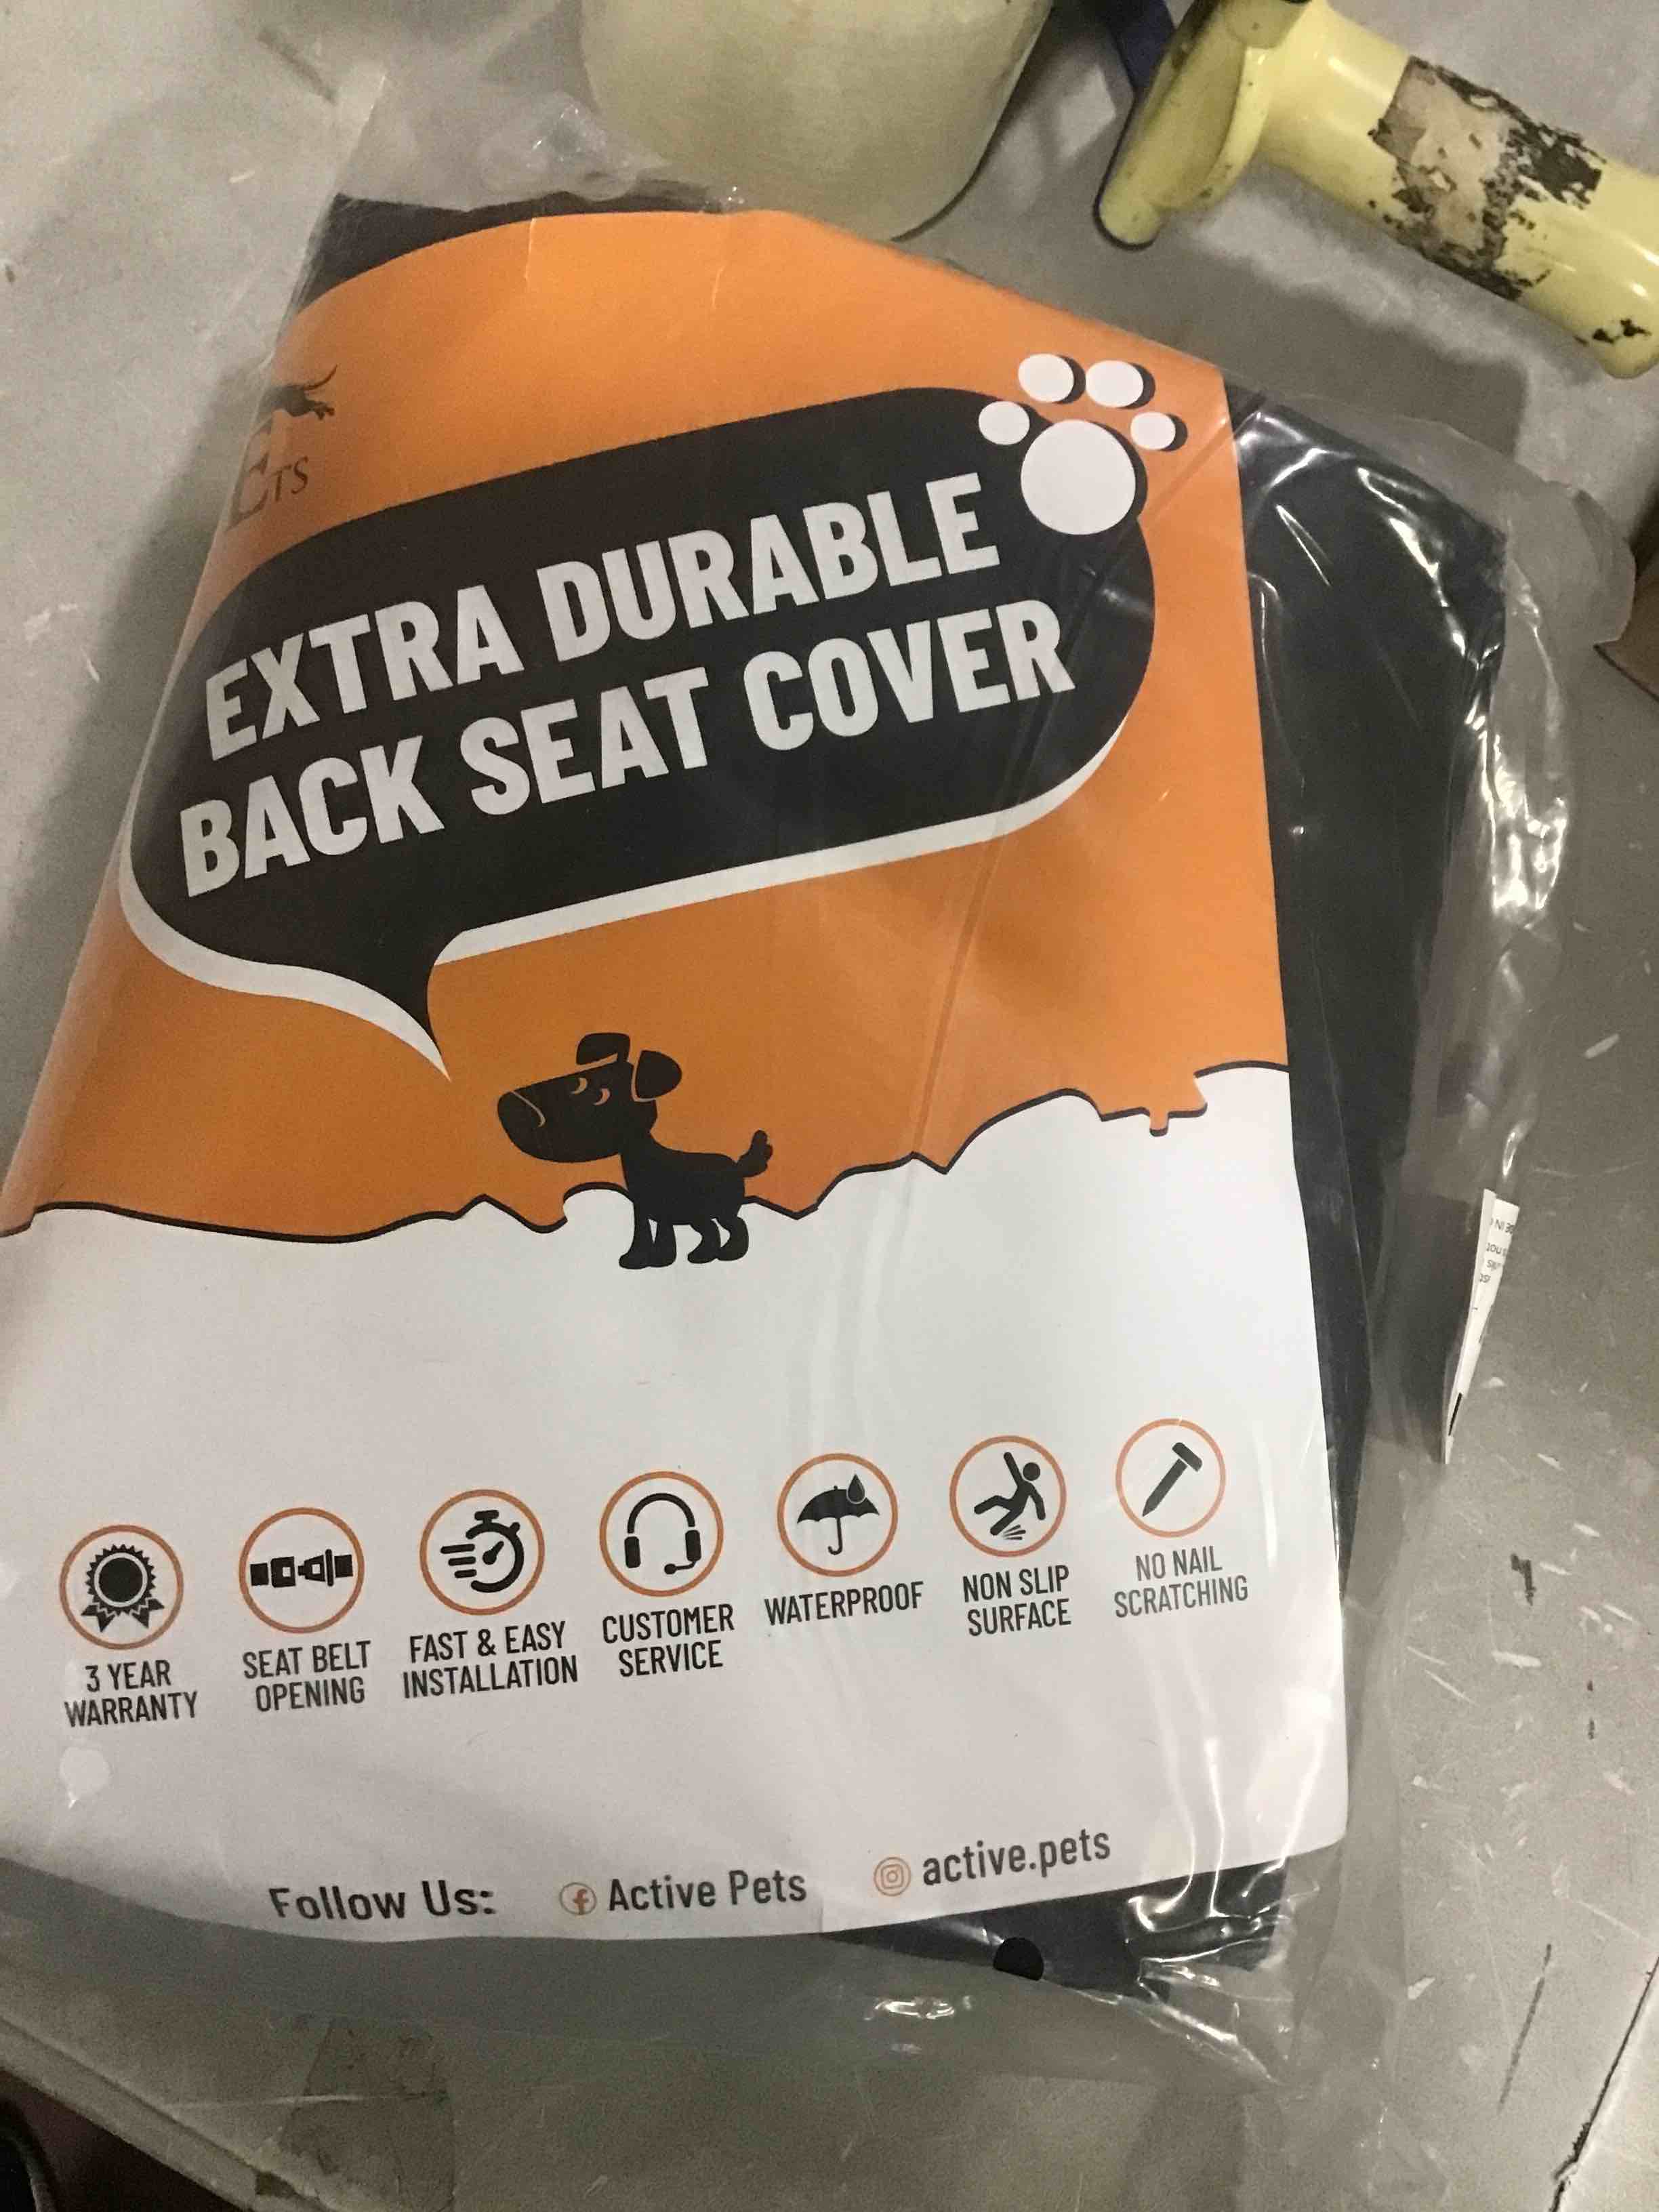 EXTRA DURABLE
BACK SEAT COVER
3 YEAR
WARRANTY
SEAT BELT
OPENING
FAST & EASY
INSTALLATION
CUSTOMER
SERVICE
WATERPROOF
NON SLIP
SURFACE
NO NAIL
SCRATCHING
Follow Us: Active Pets active.pets